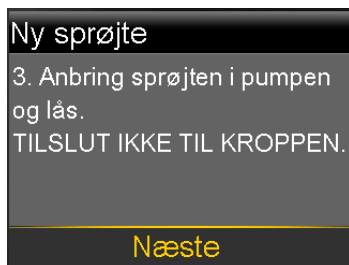 Ny sprøjte
3. Anbring sprøjten i pumpen
og lås.
TILSLUT IKKE TIL KROPPEN.
Næste